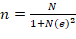 n = N / 1+N(e)²